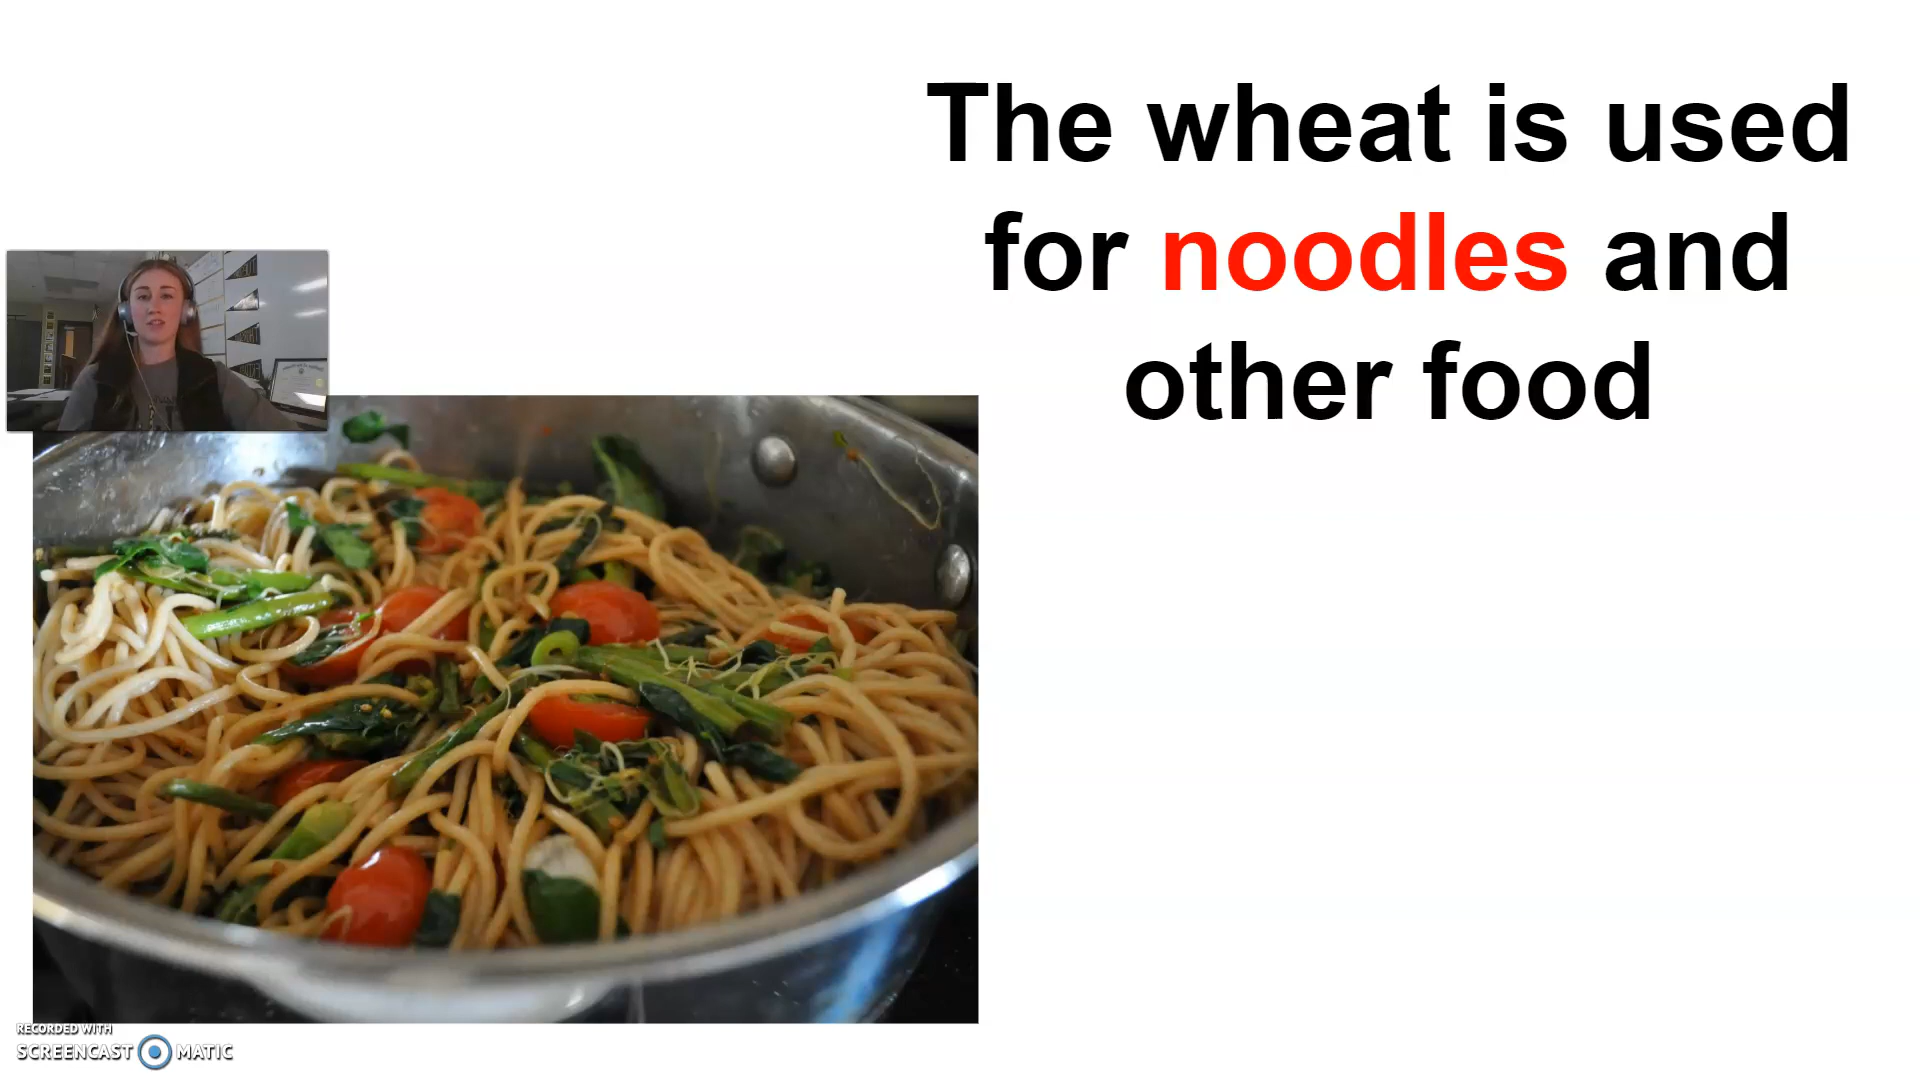 The wheat is used
for noodles and
other food
RECORDED WITH
SCREENCAST MATIC